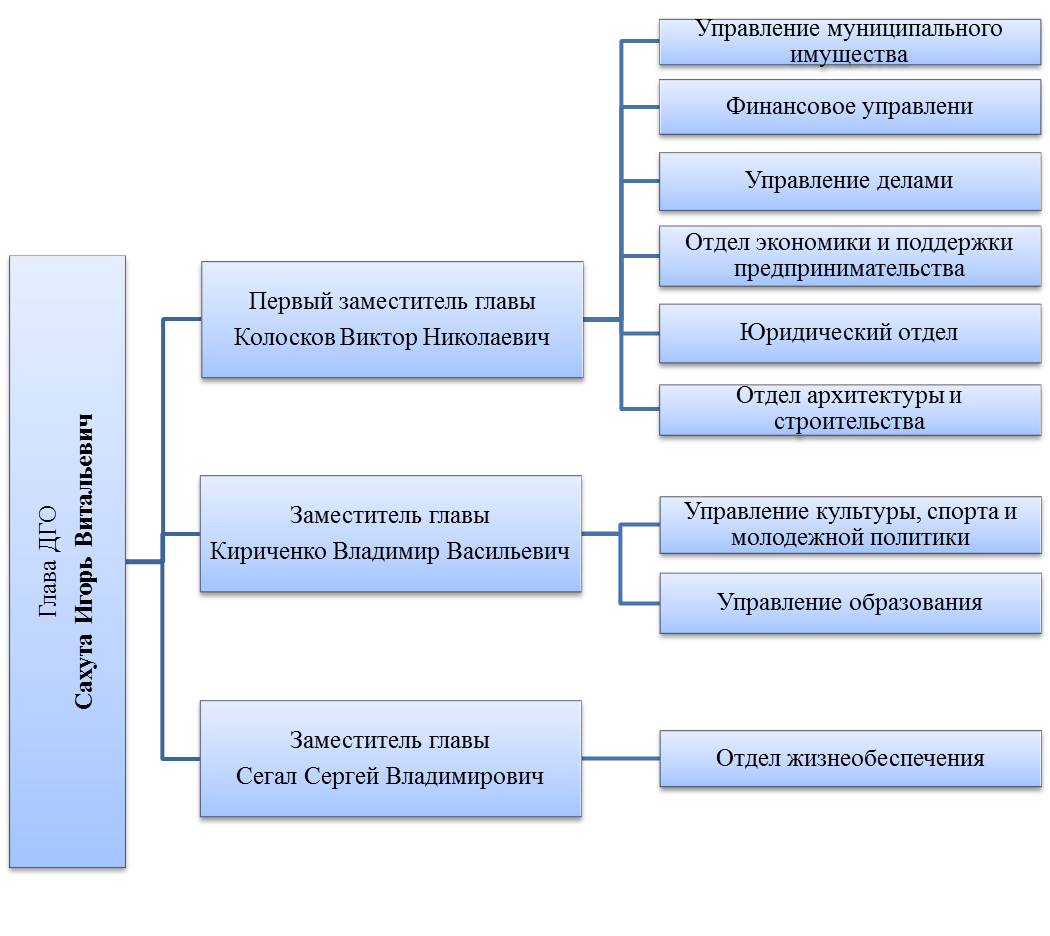 Глава ДГО
Сахута Игорь Витальевич
Первый заместитель главы
Колосков Виктор Николаевич
Управление муниципального
имущества
Финансовое управлени
Управление делами
Отдел экономики и поддержки
предпринимательства
Юридический отдел
Отдел архитектуры и
строительства
Заместитель главы
Кириченко Владимир Васильевич
Управление культуры, спорта и
молодежной политики
Управление образования
Заместитель главы
Сегал Сергей Владимирович
Отдел жизнеобеспечения